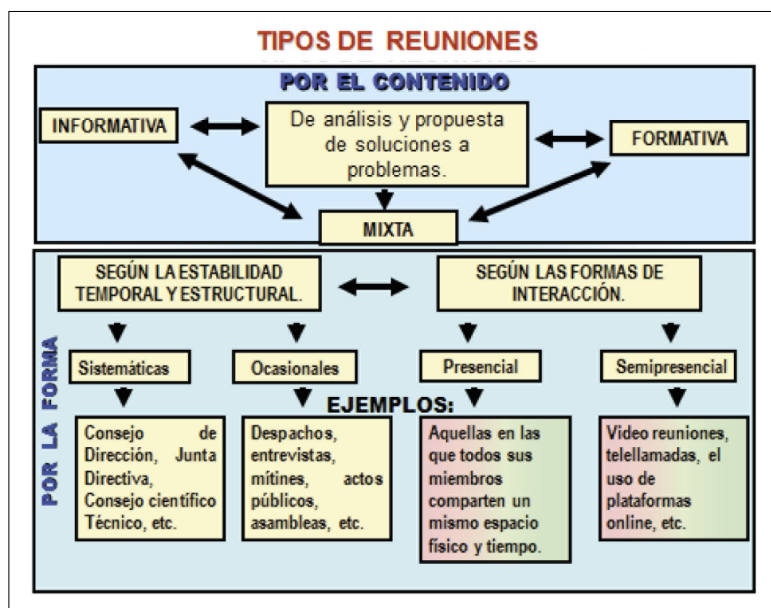 TIPOS DE REUNIONES
POR EL CONTENIDO
INFORMATIVA
De análisis y propuesta
de soluciones a
problemas.
FORMATIVA
MIXTA
POR LA FORMA
SEGÚN LA ESTABILIDAD
TEMPORAL Y ESTRUCTURAL.
SEGÚN LAS FORMAS DE
INTERACCIÓN.
Sistemáticas
Ocasionales
Presencial
Semipresencial
EJEMPLOS:
Consejo de
Dirección, Junta
Directiva,
Consejo científico
Técnico, etc.
Despachos,
entrevistas,
mítines, actos
públicos,
asambleas, etc.
Aquellas en las
que todos sus
miembros
comparten un
mismo espacio
físico y tiempo.
Video reuniones,
telellamadas, el
uso de
plataformas
online, etc.